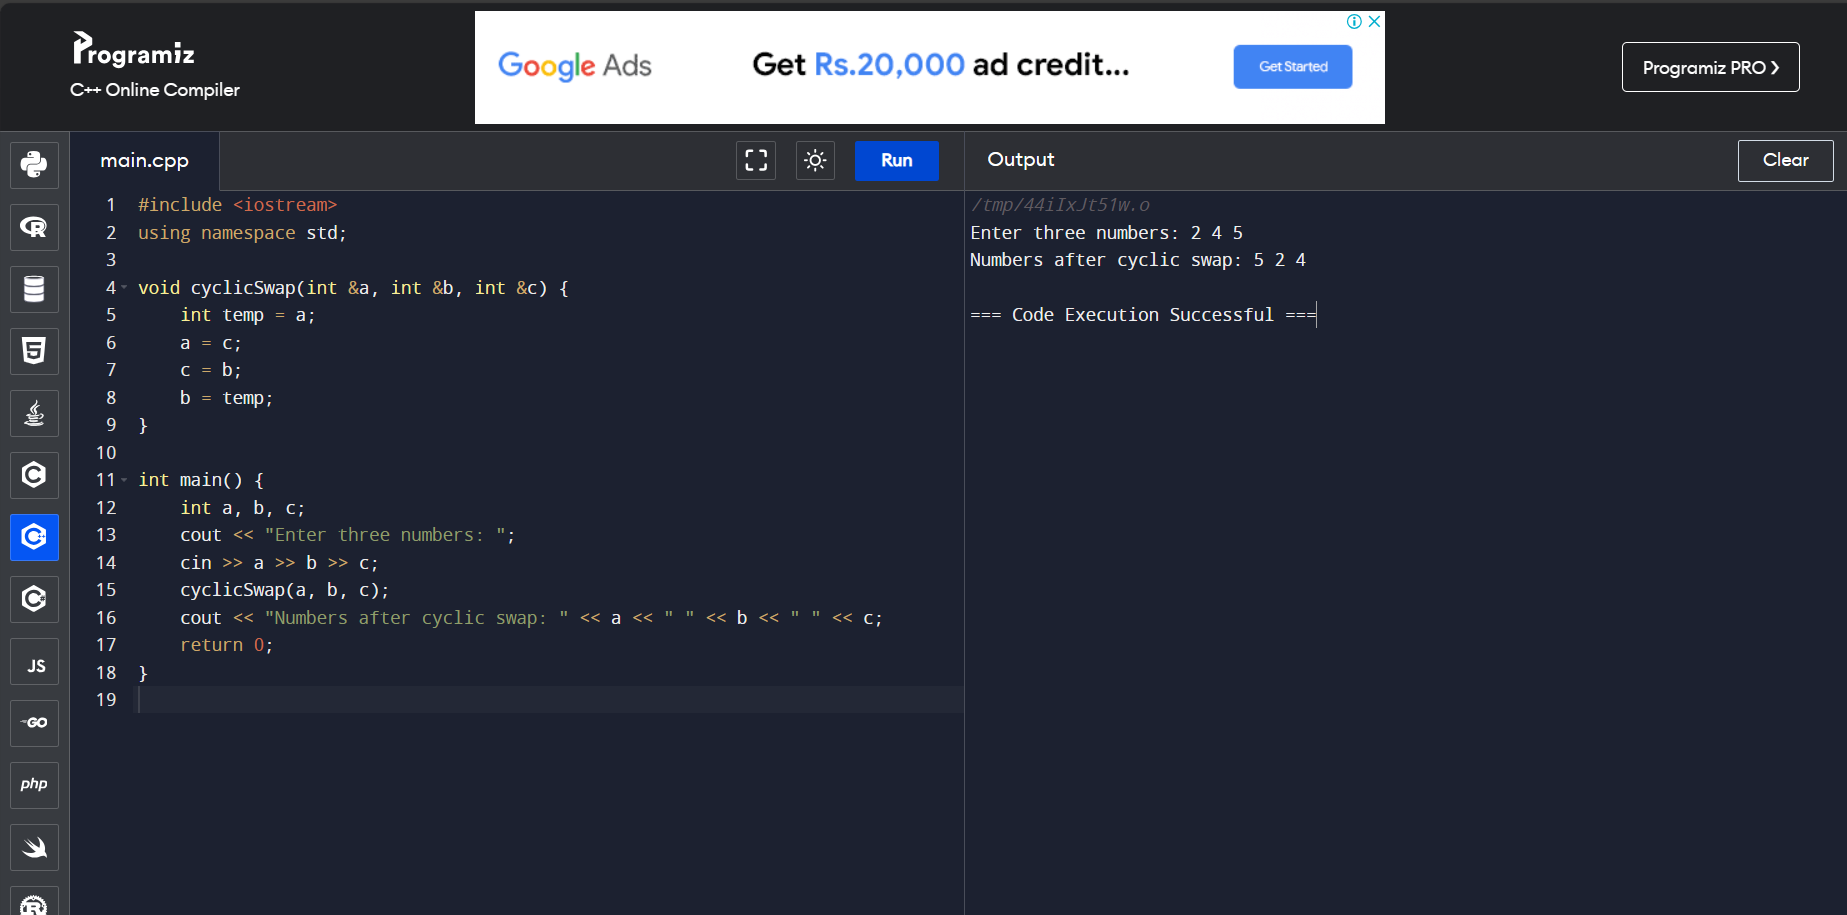 Programiz
C++ Online Compiler
Google Ads
Get Rs.20,000 ad credit...
Get Started
Programiz PRO ❯
main.cpp
Run
Output
Clear
1 #include <iostream>
2 using namespace std;
3
4 void cyclicSwap(int &a, int &b, int &c) {
5     int temp = a;
6     a = c;
7     c = b;
8     b = temp;
9 }
10
11 int main() {
12     int a, b, c;
13     cout << "Enter three numbers: ";
14     cin >> a >> b >> c;
15     cyclicSwap(a, b, c);
16     cout << "Numbers after cyclic swap: " << a << " " << b << " " << c;
17     return 0;
18 }
19
/tmp/44iIxJt51w.o
Enter three numbers: 2 4 5
Numbers after cyclic swap: 5 2 4
=== Code Execution Successful ===
R
5
C
C++
C#
JS
GO
php
R